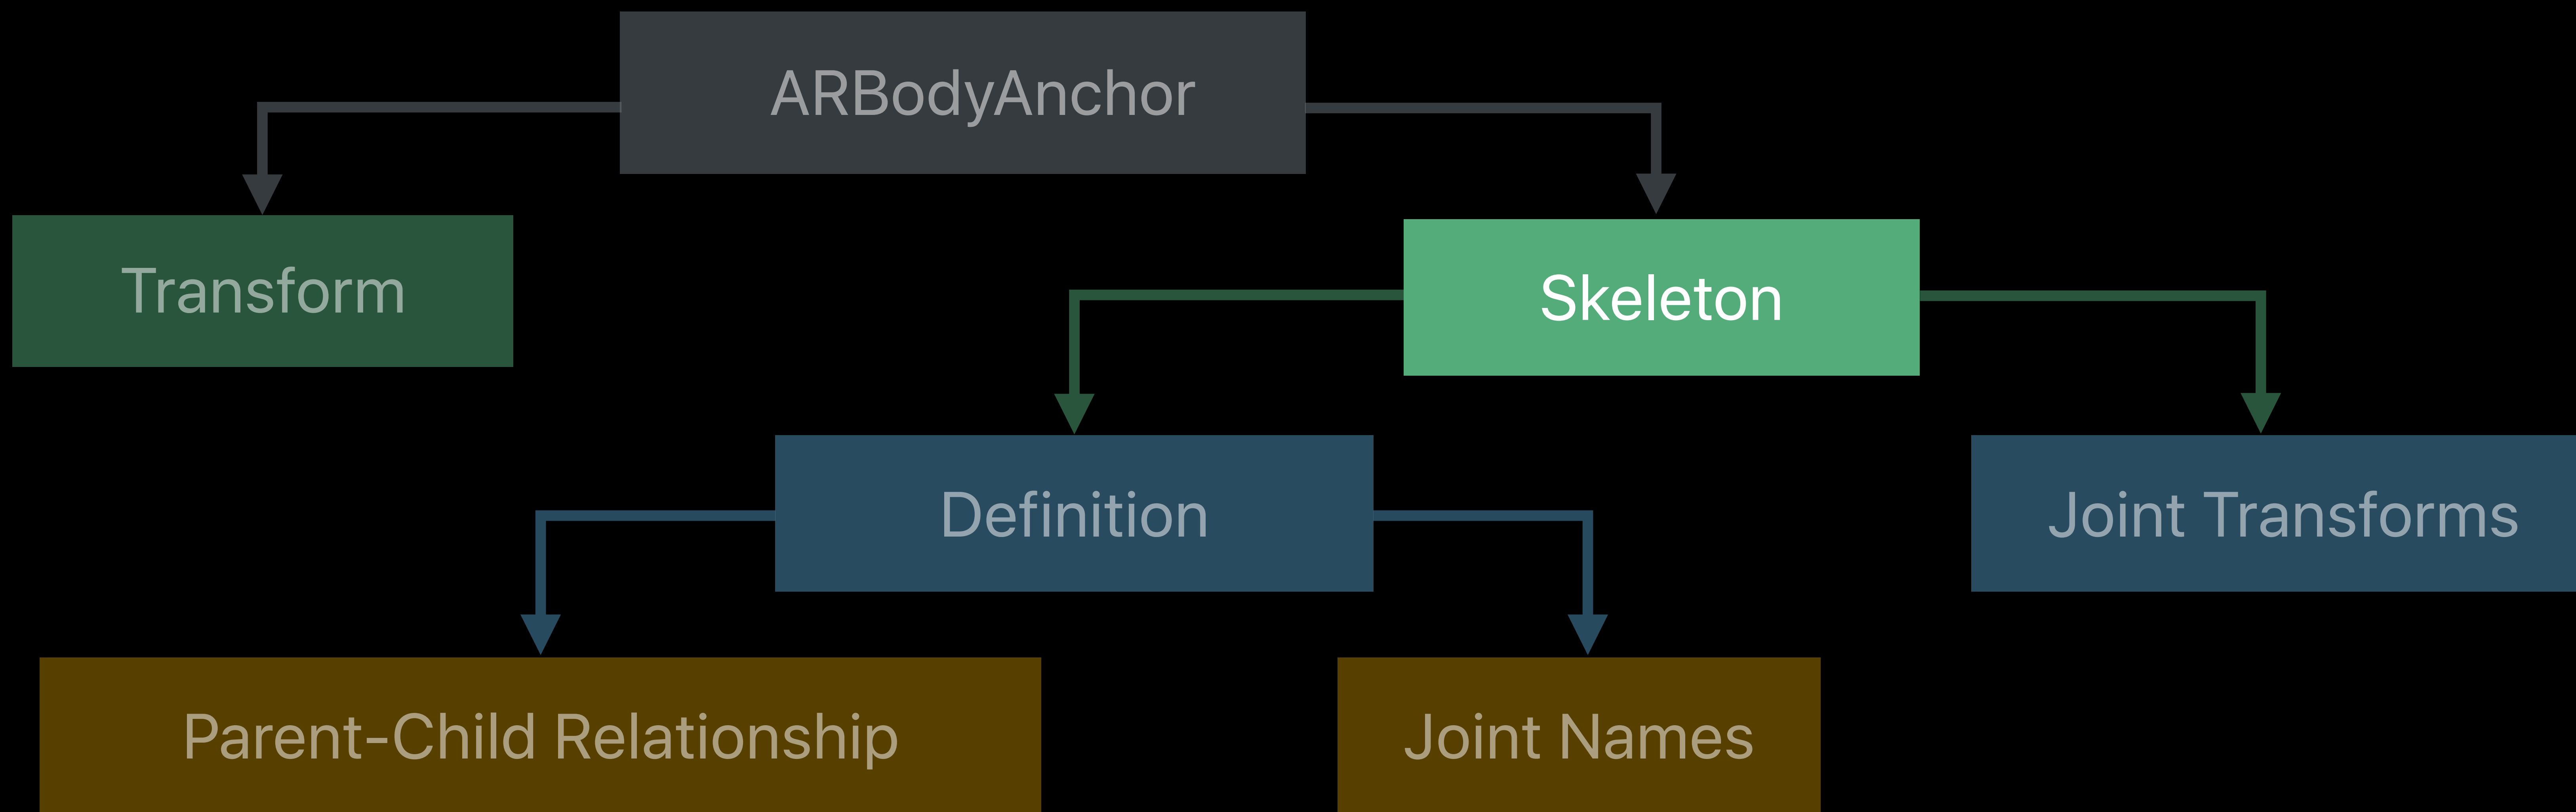 ARBodyAnchor
Transform
Skeleton
Definition
Joint Transforms
Parent-Child Relationship
Joint Names